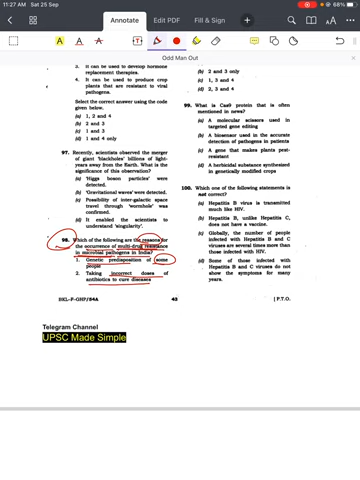 11:27 AM Sat 25 Sep
Annotate
Edit PDF
Fill & Sign
Odd Man Out
3. It can be used to develop hormone
replacement therapies.
4. It can be used to produce crop
plants that are resistant to viral
pathogens.
Select the correct answer using the code
given below.
(a) 1, 2 and 4
(b) 2 and 3
(c) 1 and 3
(d) 1 and 4 only
97. Recently, scientists observed the merger
of giant 'blackholes' billions of light-
years away from the Earth. What is the
significance of this observation?
(a) 'Higgs boson particles' were
detected.
(b) 'Gravitational waves' were detected.
(c) Possibility of inter-galactic space
travel through 'wormhole' was
confirmed.
(d) It enabled the scientists to
understand 'singularity'.
98. Which of the following are the reasons for
the occurrence of multi-drug resistance
in microbial pathogens in India?
1. Genetic predisposition of some
people
2. Taking incorrect doses of
antibiotics to cure diseases
SKL-P-GHP/84A
(b) 2 and 3 only
(c) 1, 3 and 4
(d) 2, 3 and 4
99. What is Cas9 protein that is often
mentioned in news?
(a) A molecular scissors used in
targeted gene editing
(b) A biosensor used in the accurate
detection of pathogens in patients
(c) A gene that makes plants pest-
resistant
(d) A herbicidal substance synthesized
in genetically modified crops
100. Which one of the following statements is
not correct?
(a) Hepatitis B virus is transmitted
much like HIV.
(b) Hepatitis B, unlike Hepatitis C,
does not have a vaccine.
(c) Globally, the number of people
infected with Hepatitis B and C
viruses are several times more than
those infected with HIV.
(d) Some of those infected with
Hepatitis B and C viruses do not
show the symptoms for many
years.
43
[ P.T.O.
Telegram Channel
UPSC Made Simple